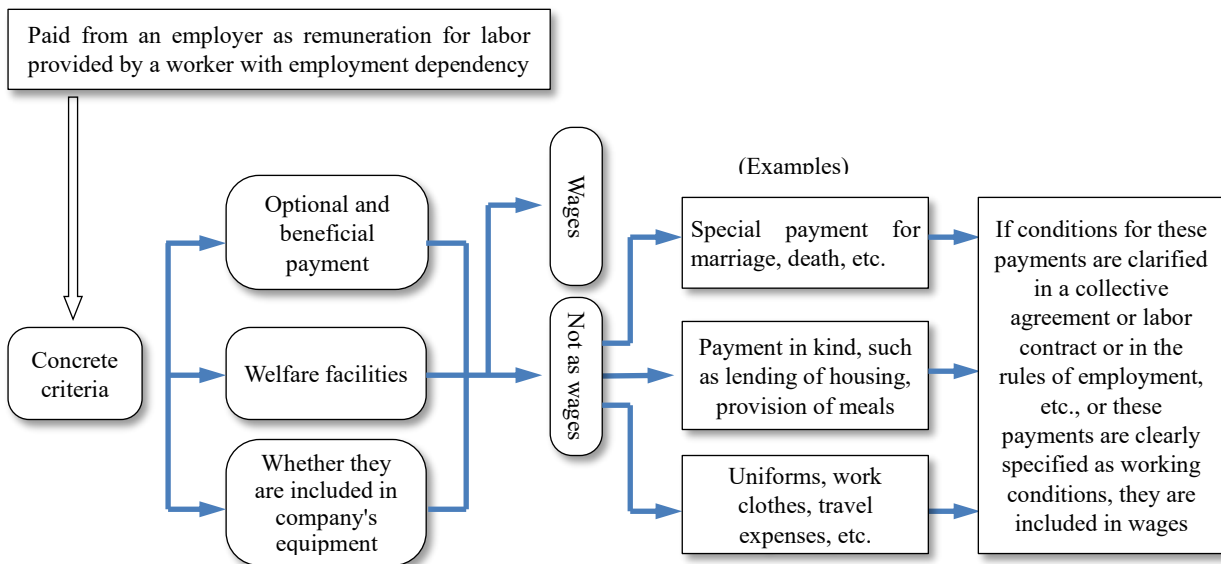 Paid from an employer as remuneration for labor
provided by a worker with employment dependency
Concrete
criteria
Optional and
beneficial
payment
Welfare facilities
Whether they
are included in
company's
equipment
Wages
Not as wages
(Examples)
Special payment for
marriage, death, etc.
Payment in kind, such
as lending of housing,
provision of meals
Uniforms, work
clothes, travel
expenses, etc.
If conditions for these
payments are clarified
in a collective
agreement or labor
contract or in the
rules of employment,
etc., or these
payments are clearly
specified as working
conditions, they are
included in wages